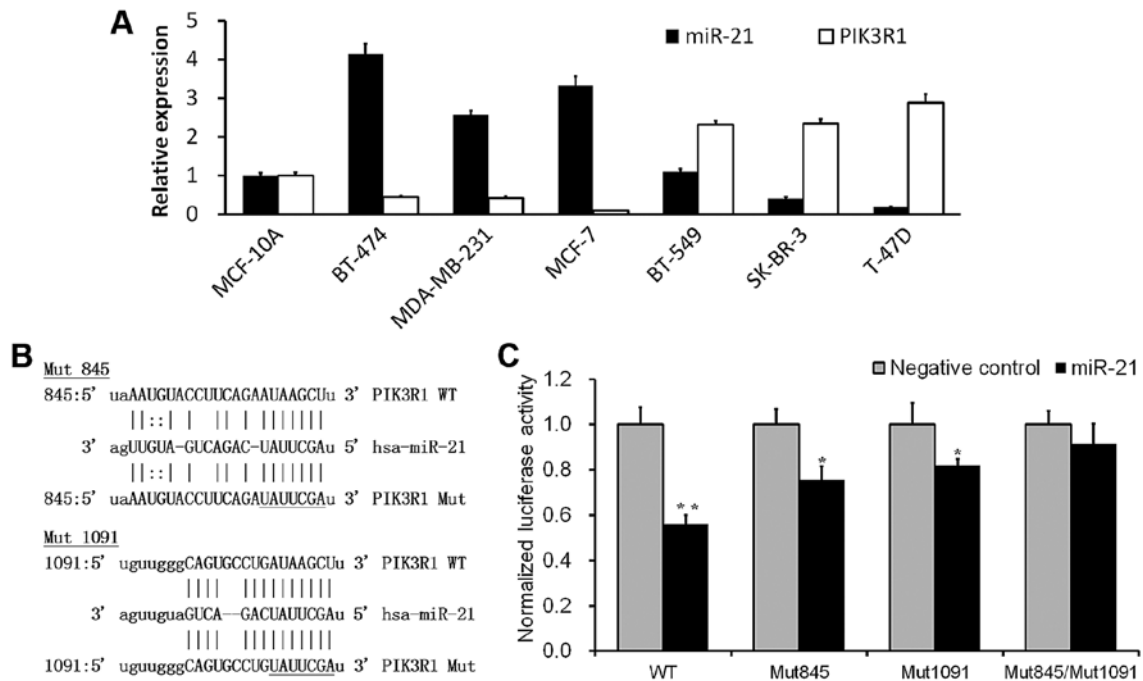 A
5
4
3
2
1
0
Relative expression
miR-21 PIK3R1
MCF-10A BT-474 MDA-MB-231 MCF-7 BT-549 SK-BR-3 T-47D
B
Mut 845
845:5' uaAAUGUACCUUCAGAAUAAGCUu 3' PIK3R1 WT
||::| | || | |||||||
3' agUUGUA-GUCAGAC-UAUUCGAu 5' hsa-miR-21
||::| | || | |||||||
845:5' uaAAUGUACCUUCAGAUAUUCGAu 3' PIK3R1 Mut
Mut 1091
1091:5' uguugggCAGUGCCUGAUAAGCUu 3' PIK3R1 WT
|||| |||||||||
3' aguuguaGUCA--GACUAUUCGAu 5' hsa-miR-21
|||| |||||||||
1091:5' uguugggCAGUGCCUGUAUUCGAu 3' PIK3R1 Mut
C
Negative control miR-21
Normalized luciferase activity
1.2
1.0
0.8
0.6
0.4
0.2
0.0
**
*
*
WT Mut845 Mut1091 Mut845/Mut1091